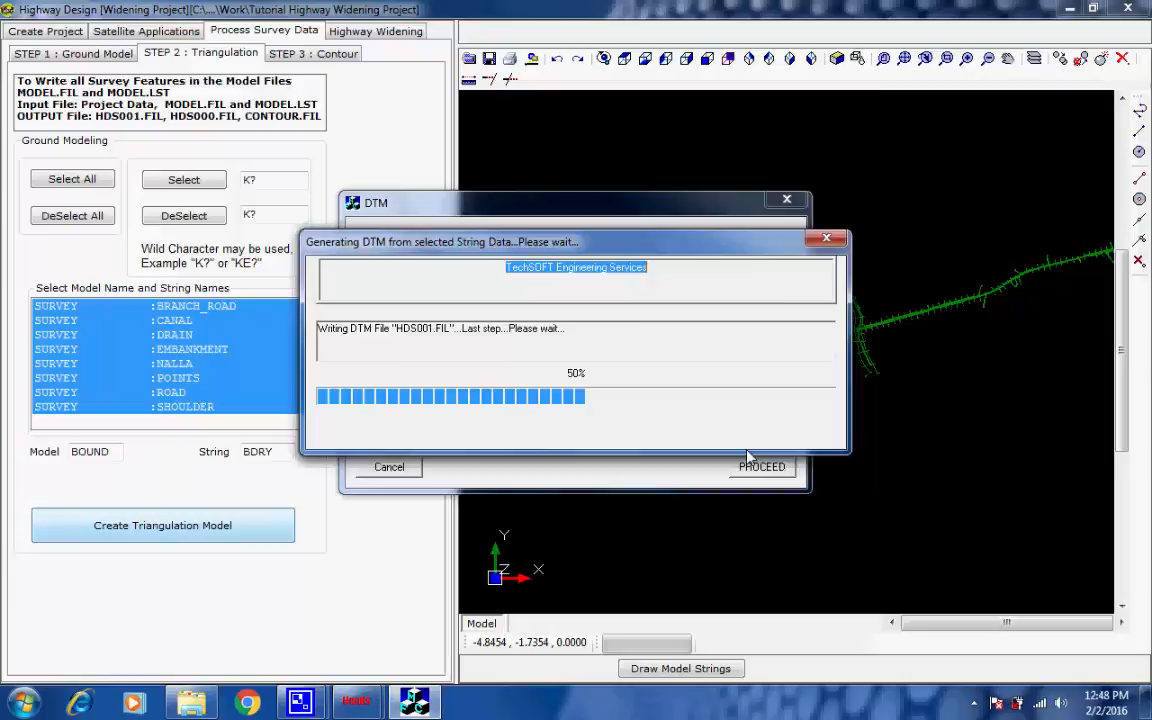 Highway Design [Widening Project][C:\....\Work\Tutorial Highway Widening Project]
Create Project
Satellite Applications
Process Survey Data
Highway Widening
STEP 1 : Ground Model
STEP 2 : Triangulation
STEP 3 : Contour
To Write all Survey Features in the Model Files
MODEL.FIL and MODEL.LST
Input File: Project Data, MODEL.FIL and MODEL.LST
OUTPUT File: HDS001.FIL, HDS000.FIL, CONTOUR.FIL
Ground Modeling
Select All
Select
K?
DeSelect All
DeSelect
K?
Wild Character may be used,
Example "K?" or "KE?"
Select Model Name and String Names
SURVEY :BRANCH_ROAD
SURVEY :CANAL
SURVEY :DRAIN
SURVEY :EMBANKMENT
SURVEY :NALLA
SURVEY :POINTS
SURVEY :ROAD
SURVEY :SHOULDER
Model BOUND
String BDRY
Create Triangulation Model
DTM
Generating DTM from selected String Data...Please wait...
TechSOFT Engineering Services
Writing DTM File "HDS001.FIL"...Last step...Please wait...
50%
Cancel
PROCEED
Y
Z
X
Model
-4.8454 , -1.7354 , 0.0000
Draw Model Strings
Heads
12:48 PM
2/2/2016